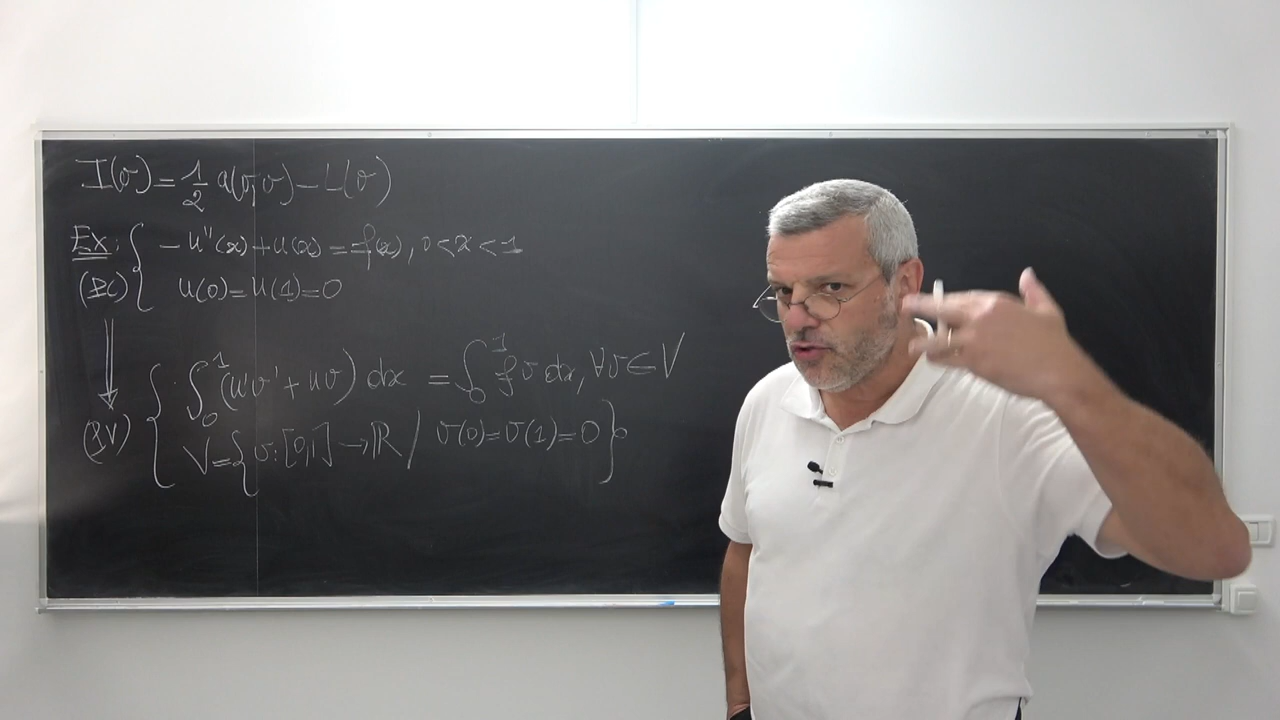 I(v) = 1/2 a(v,v) - L(v)
Ex: { -u''(x) + u(x) = f(x), 0 < x < 1
(PC) { u(0) = u(1) = 0
{ ∫₀¹ (u'v' + uv) dx = ∫₀¹ f v dx, ∀v ∈ V
(PV) { V = { v: [0,1] → ℝ / v(0) = v(1) = 0 }